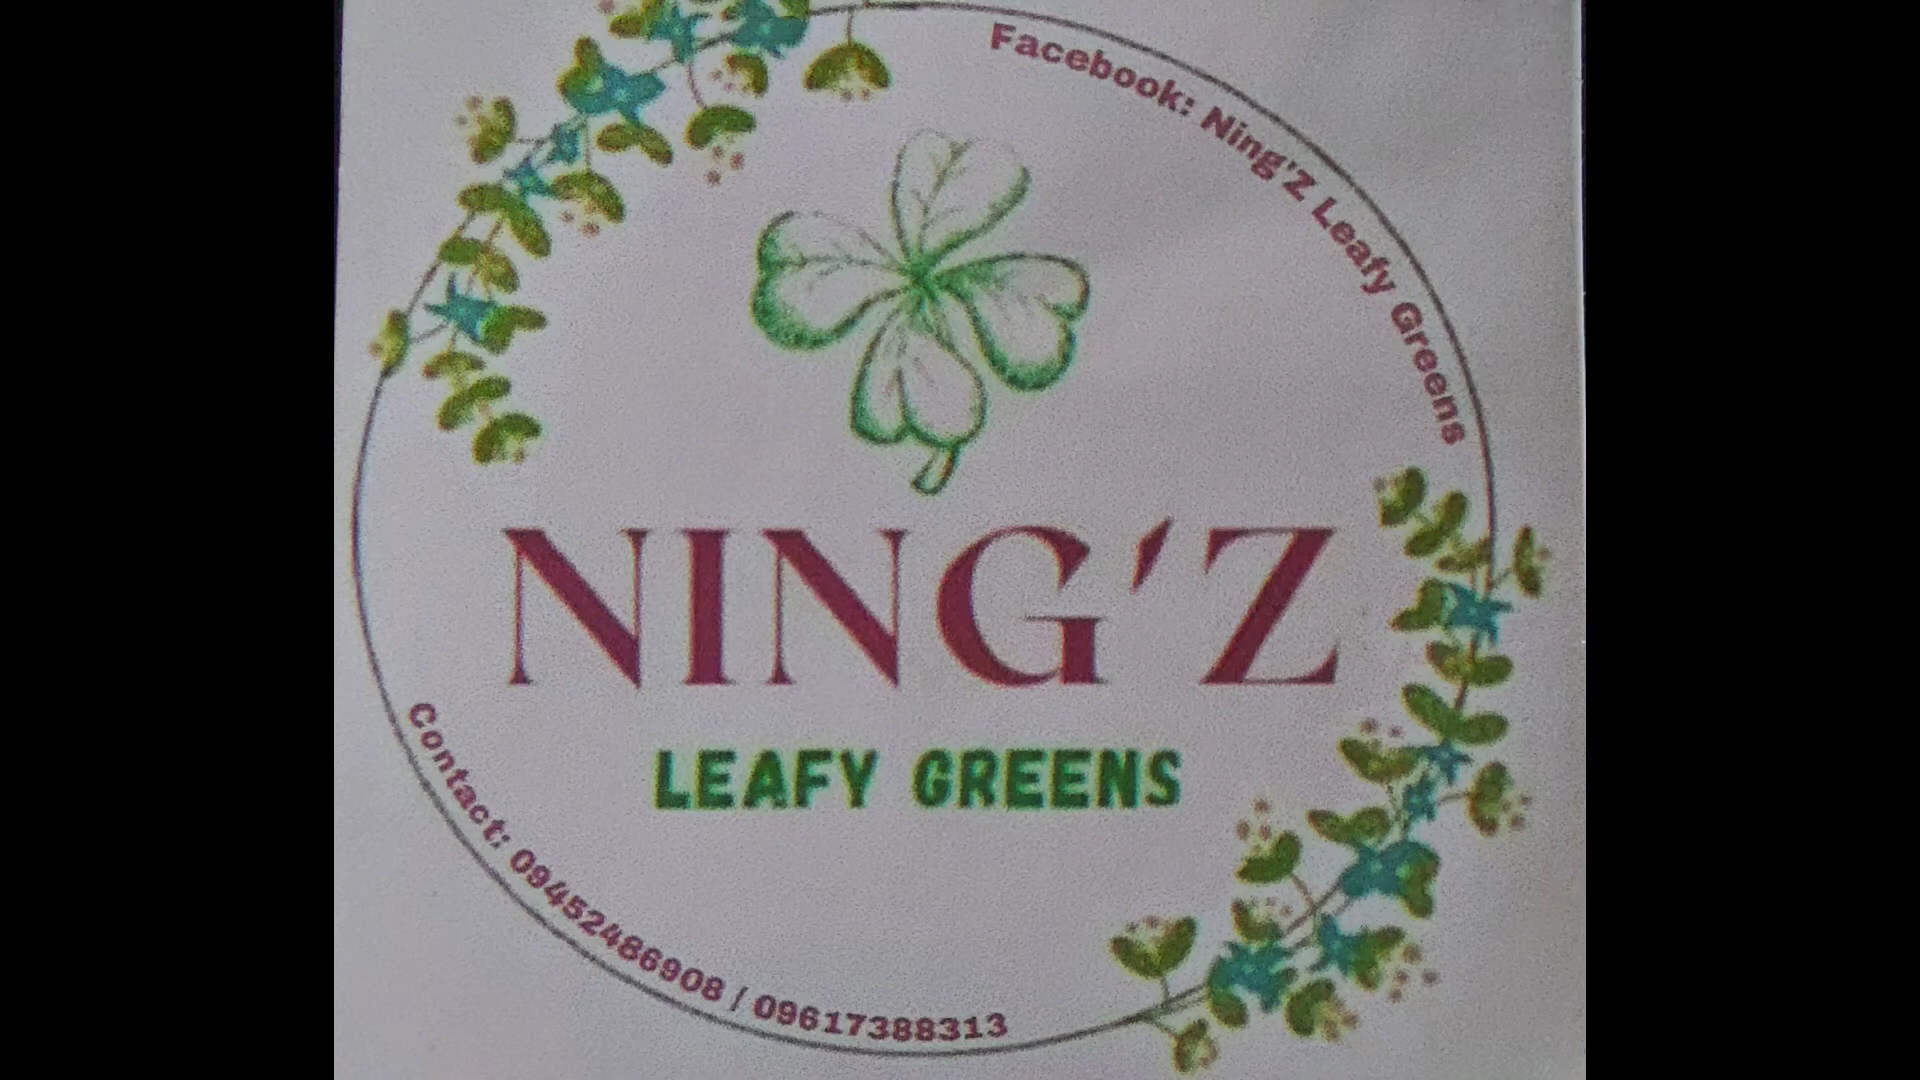 Facebook: Ning'Z Leafy Greens
NING'Z
LEAFY GREENS
Contact: 09452486908 / 09617388313